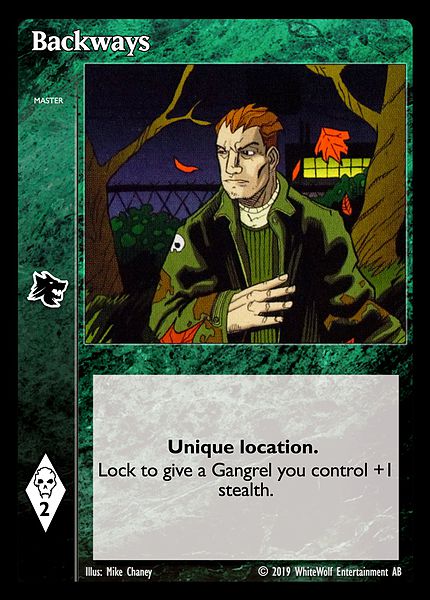 Backways
MASTER
Unique location.
Lock to give a Gangrel you control +1
stealth.
2
Illus: Mike Chaney
© 2019 WhiteWolf Entertainment AB